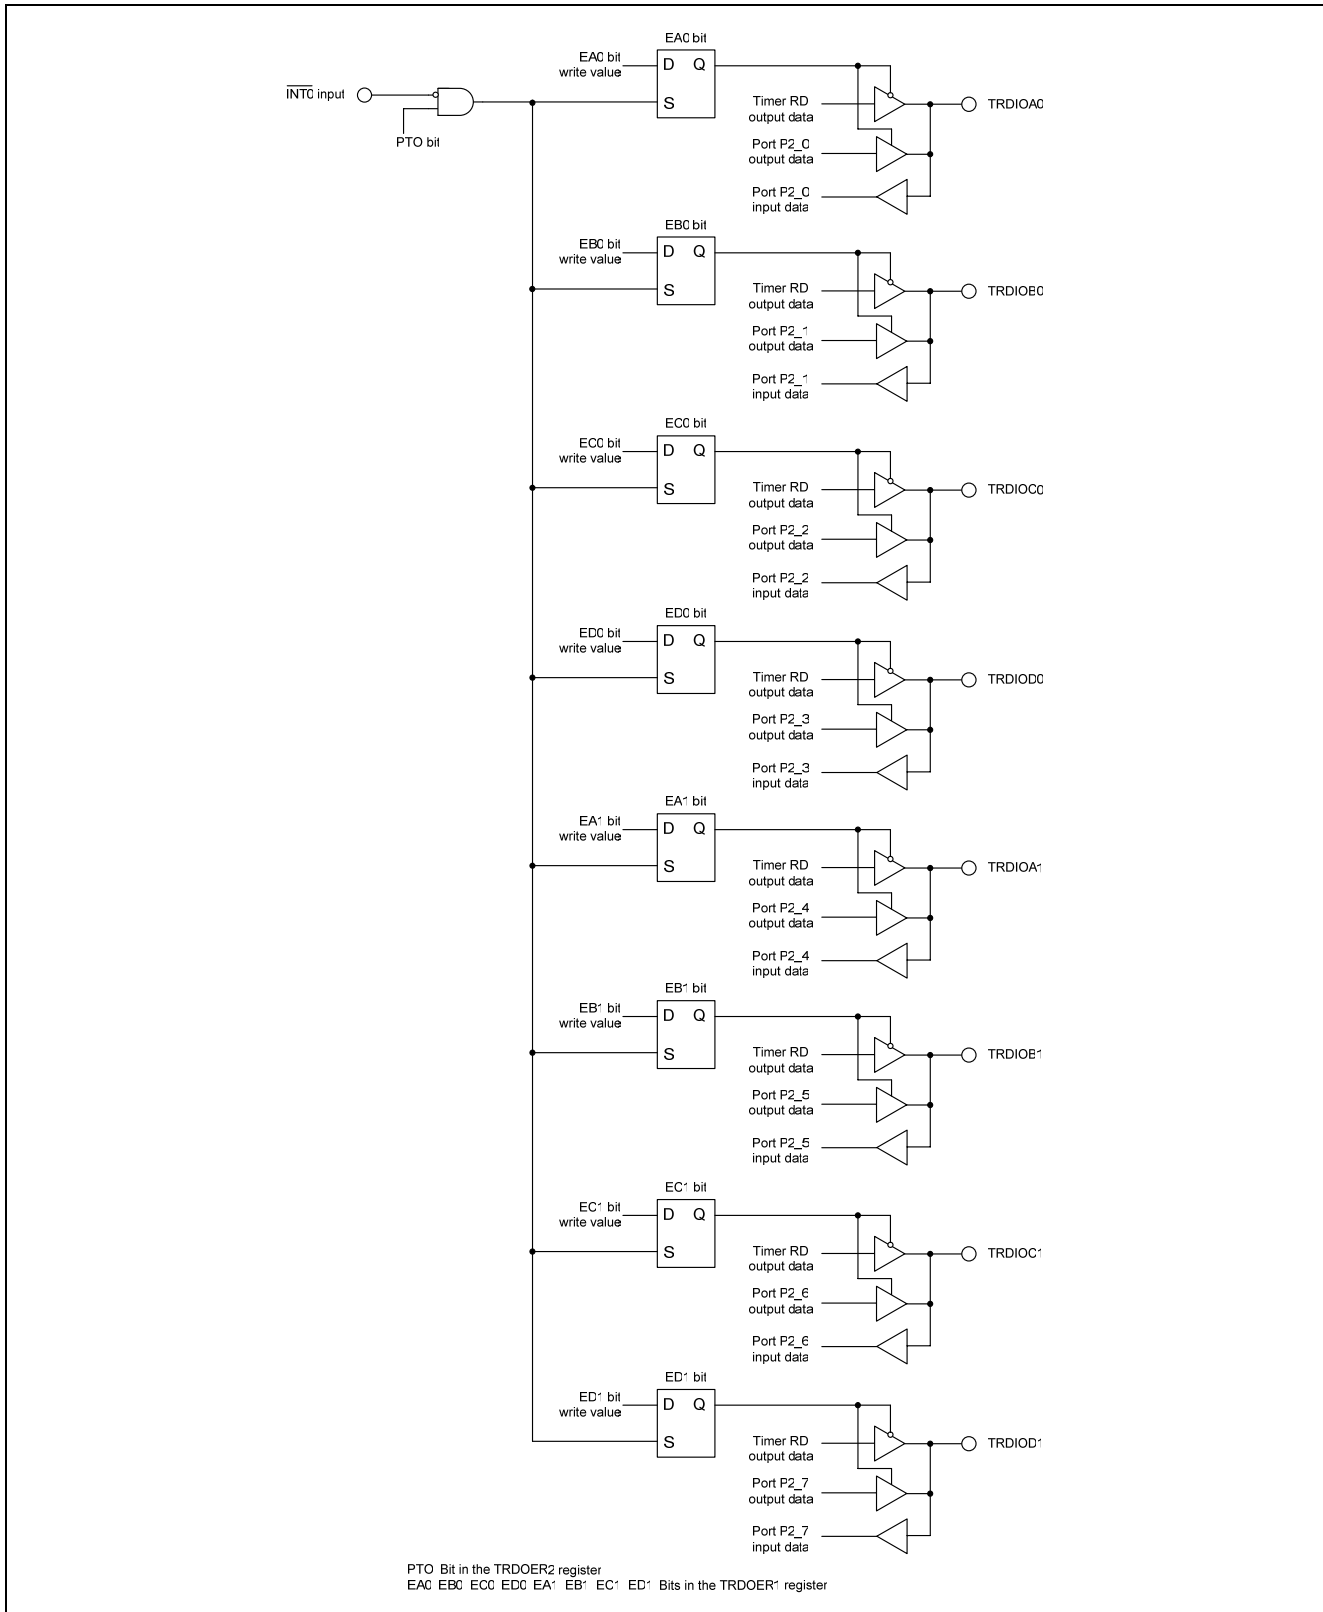 EA0 bit
EA0 bit
write value
D Q
S
INT0 input
PTO bit
Timer RD
output data
TRDIOA0
Port P2_0
output data
Port P2_0
input data
EB0 bit
EB0 bit
write value
D Q
S
Timer RD
output data
TRDIOB0
Port P2_1
output data
Port P2_1
input data
EC0 bit
EC0 bit
write value
D Q
S
Timer RD
output data
TRDIOC0
Port P2_2
output data
Port P2_2
input data
ED0 bit
ED0 bit
write value
D Q
S
Timer RD
output data
TRDIOD0
Port P2_3
output data
Port P2_3
input data
EA1 bit
EA1 bit
write value
D Q
S
Timer RD
output data
TRDIOA1
Port P2_4
output data
Port P2_4
input data
EB1 bit
EB1 bit
write value
D Q
S
Timer RD
output data
TRDIOB1
Port P2_5
output data
Port P2_5
input data
EC1 bit
EC1 bit
write value
D Q
S
Timer RD
output data
TRDIOC1
Port P2_6
output data
Port P2_6
input data
ED1 bit
ED1 bit
write value
D Q
S
Timer RD
output data
TRDIOD1
Port P2_7
output data
Port P2_7
input data
PTO Bit in the TRDOER2 register
EA0 EB0 EC0 ED0 EA1 EB1 EC1 ED1 Bits in the TRDOER1 register